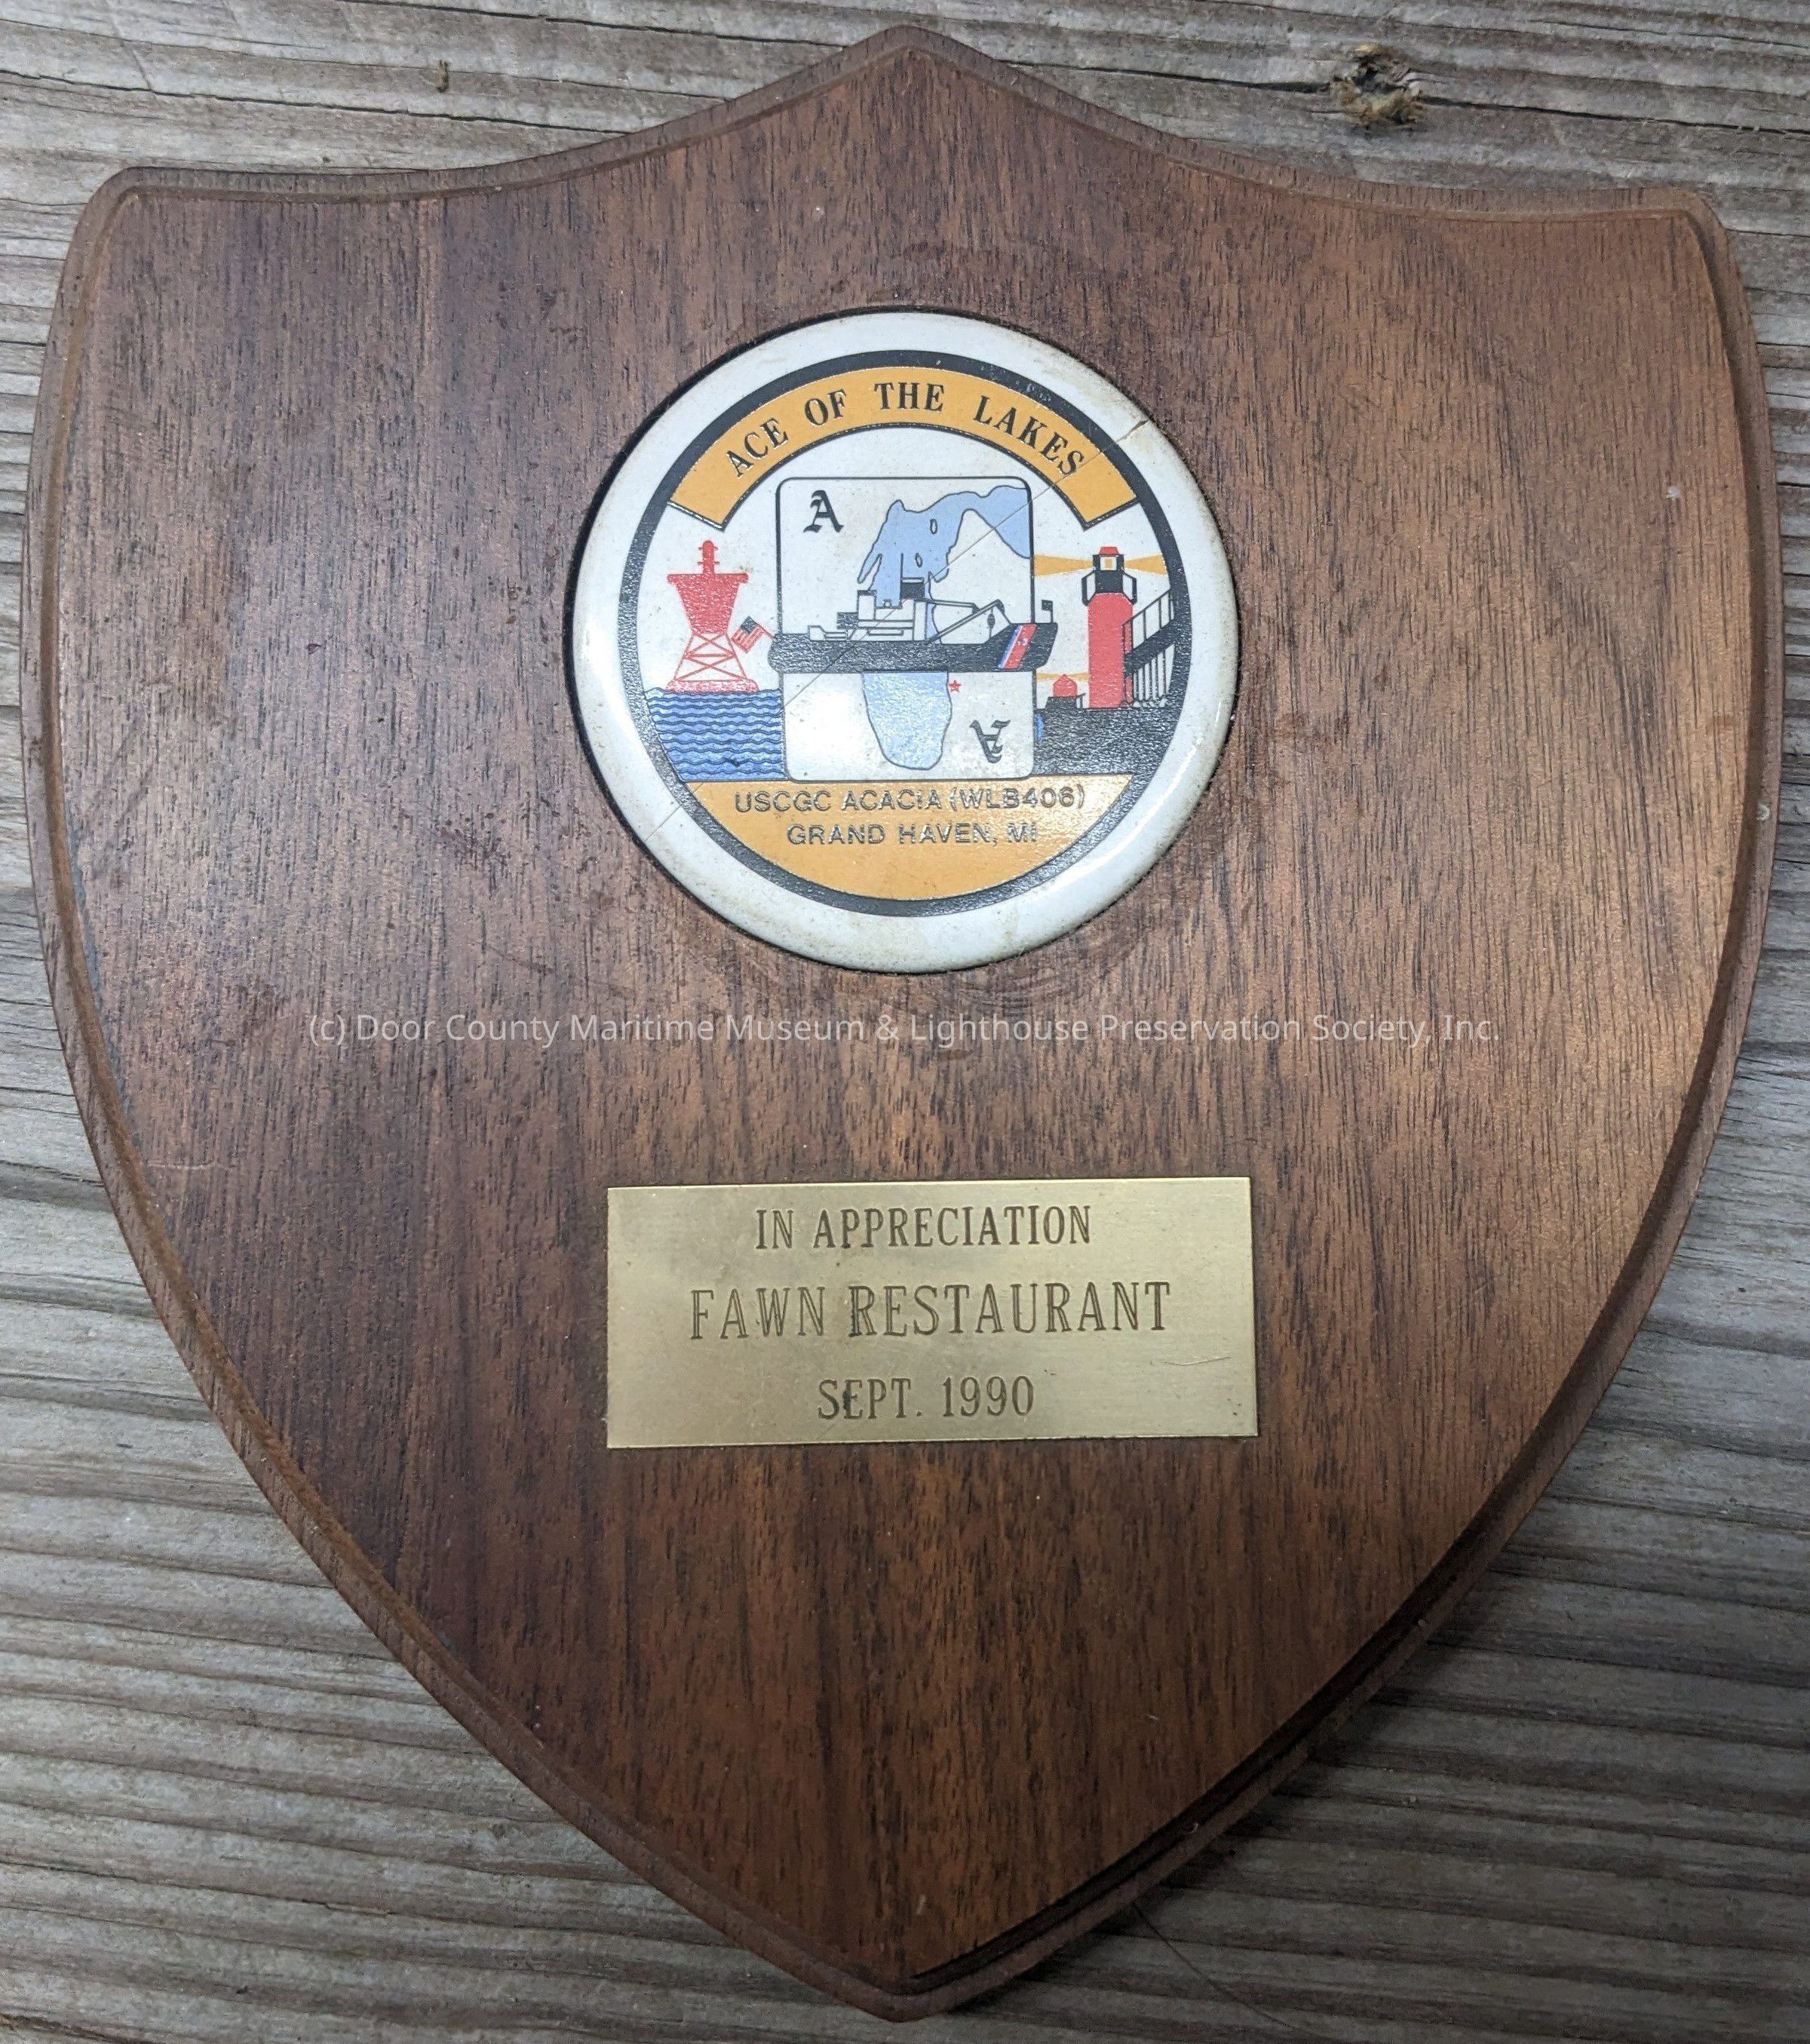 ACE OF THE LAKES
A
A
USCGC ACACIA (WLB406)
GRAND HAVEN, MI
(c) Door County Maritime Museum & Lighthouse Preservation Society, Inc.
IN APPRECIATION
FAWN RESTAURANT
SEPT. 1990